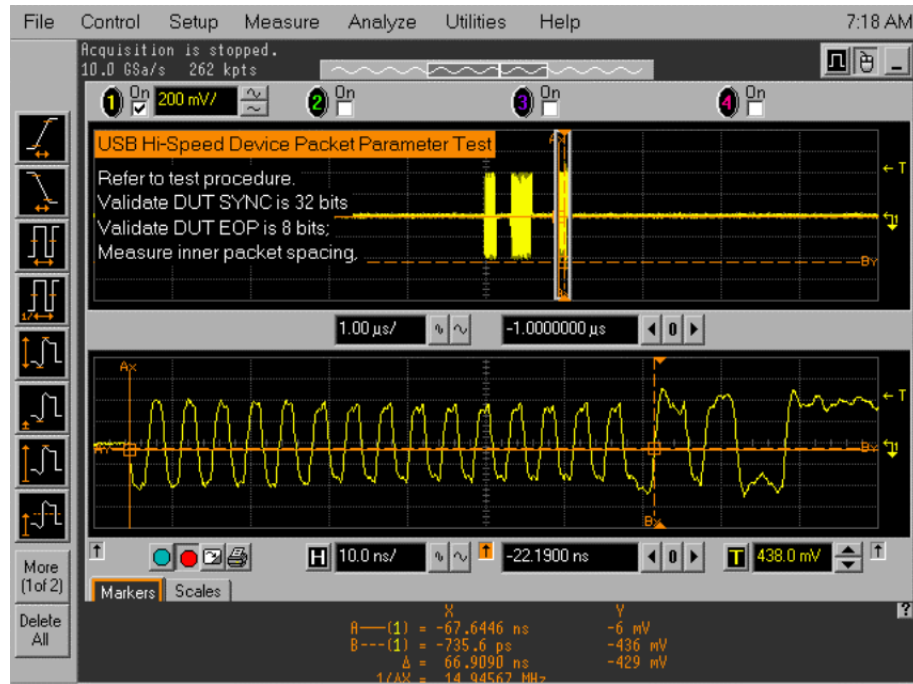 File Control Setup Measure Analyze Utilities Help 7:18 AM
Acquisition is stopped.
10.0 GSa/s 262 kpts
1 On 200 mV/ 2 On 3 On 4 On
USB Hi-Speed Device Packet Parameter Test
Refer to test procedure.
Validate DUT SYNC is 32 bits
Validate DUT EOP is 8 bits;
Measure inner packet spacing.
Ax
T
By
1.00 µs/ -1.0000000 µs 0
Ax
T
Ay By
Bx
H 10.0 ns/ -22.1900 ns 0 T 438.0 mV
More
(1 of 2)
Delete
All
Markers Scales
?
X Y
A——(1) = -67.6446 ns -6 mV
B---(1) = -735.6 ps -436 mV
Δ = 66.9090 ns -429 mV
1/ΔX = 14.94567 MHz